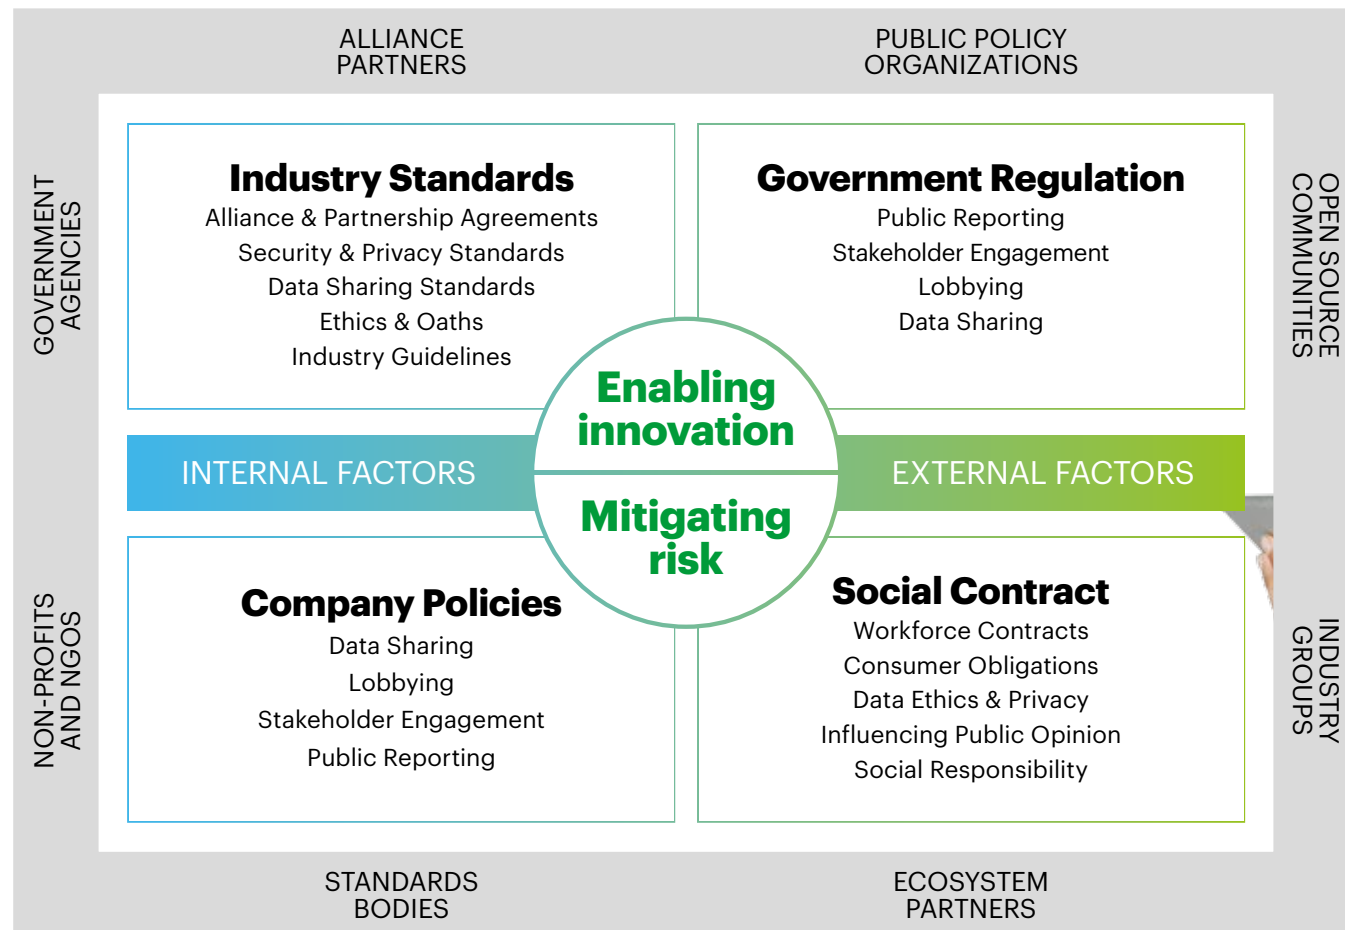 ALLIANCE
PARTNERS
PUBLIC POLICY
ORGANIZATIONS
GOVERNMENT
AGENCIES
Industry Standards
Alliance & Partnership Agreements
Security & Privacy Standards
Data Sharing Standards
Ethics & Oaths
Industry Guidelines
Government Regulation
Public Reporting
Stakeholder Engagement
Lobbying
Data Sharing
OPEN SOURCE
COMMUNITIES
Enabling
innovation
INTERNAL FACTORS
EXTERNAL FACTORS
Mitigating
risk
NON-PROFITS
AND NGOS
Company Policies
Data Sharing
Lobbying
Stakeholder Engagement
Public Reporting
Social Contract
Workforce Contracts
Consumer Obligations
Data Ethics & Privacy
Influencing Public Opinion
Social Responsibility
INDUSTRY
GROUPS
STANDARDS
BODIES
ECOSYSTEM
PARTNERS